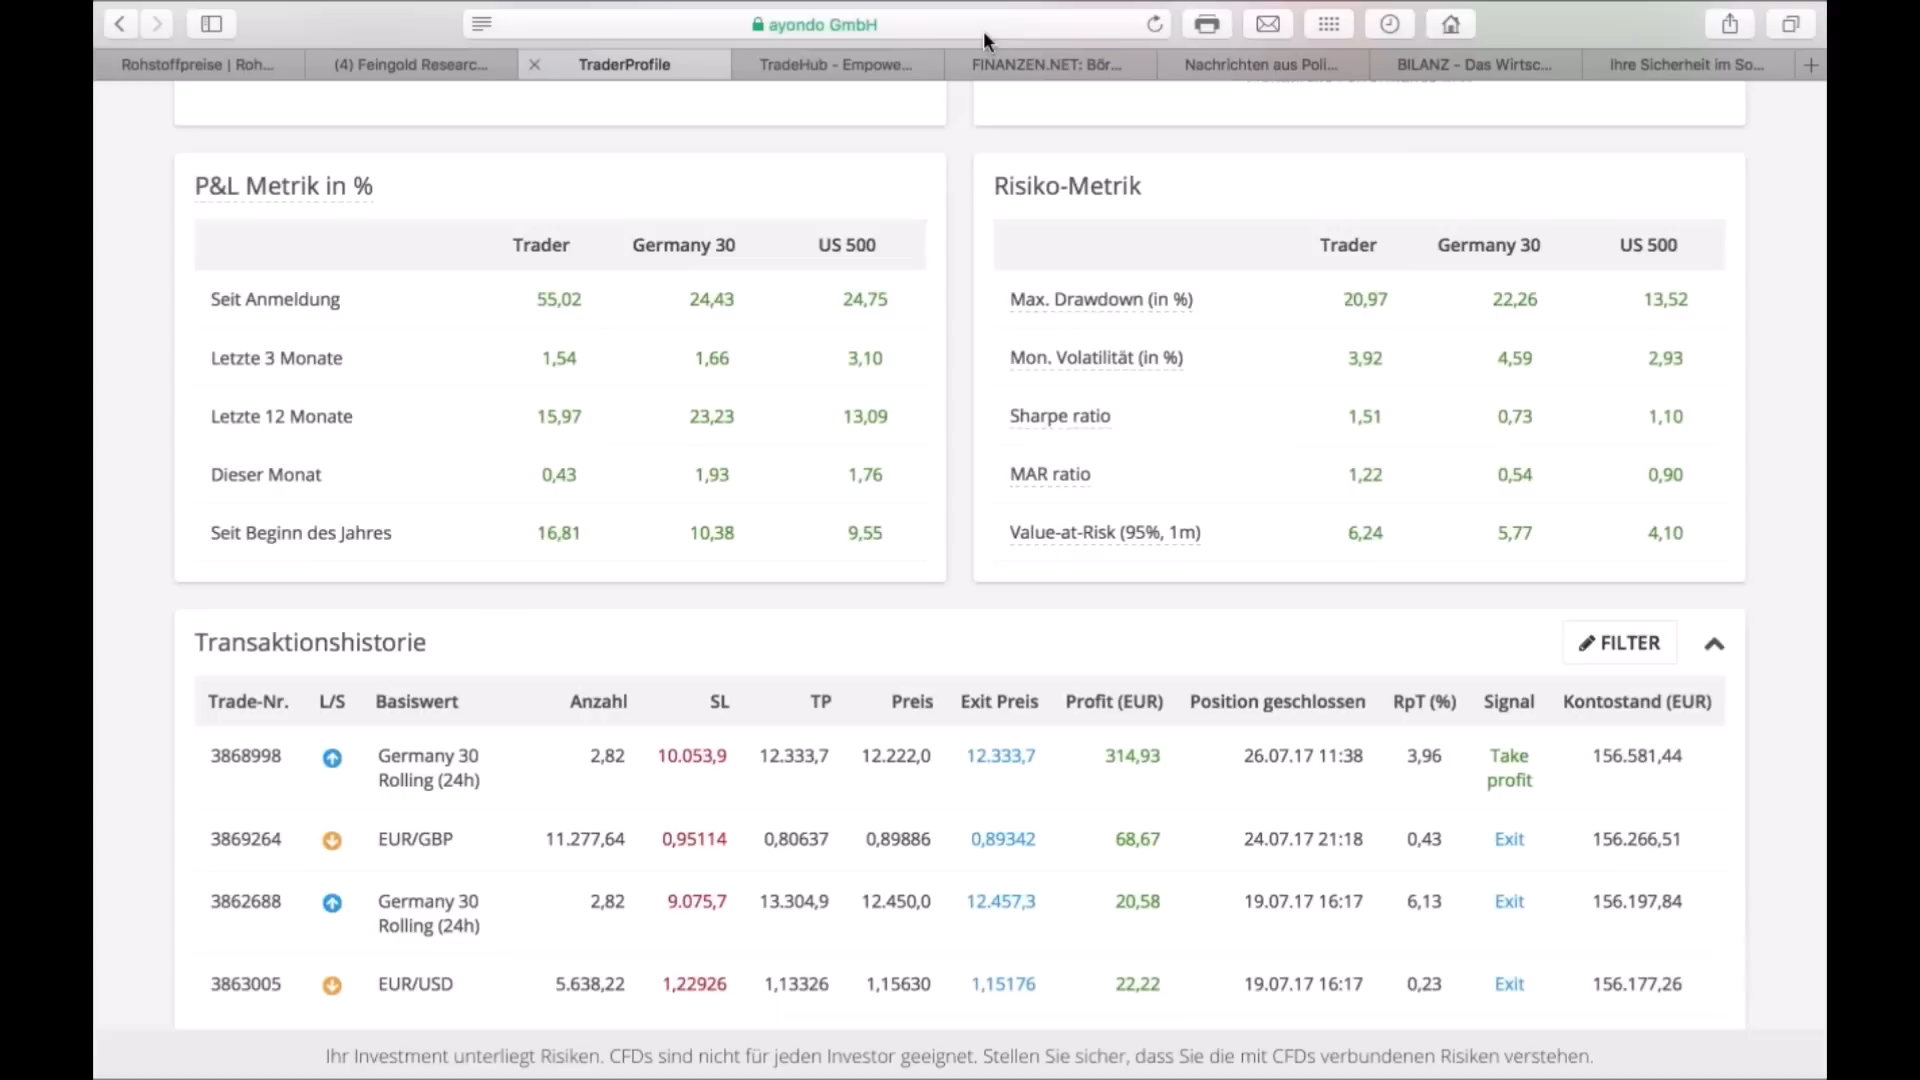 ayondo GmbH
Rohstoffpreise | Roh...
(4) Feingold Researc...
TraderProfile
TradeHub - Empowe...
FINANZEN.NET: Bör...
Nachrichten aus Poli...
BILANZ - Das Wirtsc...
Ihre Sicherheit im So...
P&L Metrik in %
Trader Germany 30 US 500
Seit Anmeldung 55,02 24,43 24,75
Letzte 3 Monate 1,54 1,66 3,10
Letzte 12 Monate 15,97 23,23 13,09
Dieser Monat 0,43 1,93 1,76
Seit Beginn des Jahres 16,81 10,38 9,55
Risiko-Metrik
Trader Germany 30 US 500
Max. Drawdown (in %) 20,97 22,26 13,52
Mon. Volatilität (in %) 3,92 4,59 2,93
Sharpe ratio 1,51 0,73 1,10
MAR ratio 1,22 0,54 0,90
Value-at-Risk (95%, 1m) 6,24 5,77 4,10
Transaktionshistorie
FILTER
Trade-Nr. L/S Basiswert Anzahl SL TP Preis Exit Preis Profit (EUR) Position geschlossen RpT (%) Signal Kontostand (EUR)
3868998 Germany 30 2,82 10.053,9 12.333,7 12.222,0 12.333,7 314,93 26.07.17 11:38 3,96 Take 156.581,44
Rolling (24h) profit
3869264 EUR/GBP 11.277,64 0,95114 0,80637 0,89886 0,89342 68,67 24.07.17 21:18 0,43 Exit 156.266,51
3862688 Germany 30 2,82 9.075,7 13.304,9 12.450,0 12.457,3 20,58 19.07.17 16:17 6,13 Exit 156.197,84
Rolling (24h)
3863005 EUR/USD 5.638,22 1,22926 1,13326 1,15630 1,15176 22,22 19.07.17 16:17 0,23 Exit 156.177,26
Ihr Investment unterliegt Risiken. CFDs sind nicht für jeden Investor geeignet. Stellen Sie sicher, dass Sie die mit CFDs verbundenen Risiken verstehen.